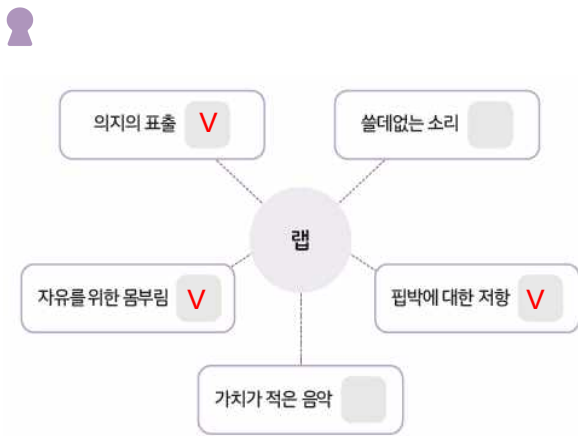 의지의 표출 V
쓸데없는 소리
랩
자유를 위한 몸부림 V
핍박에 대한 저항 V
가치가 적은 음악